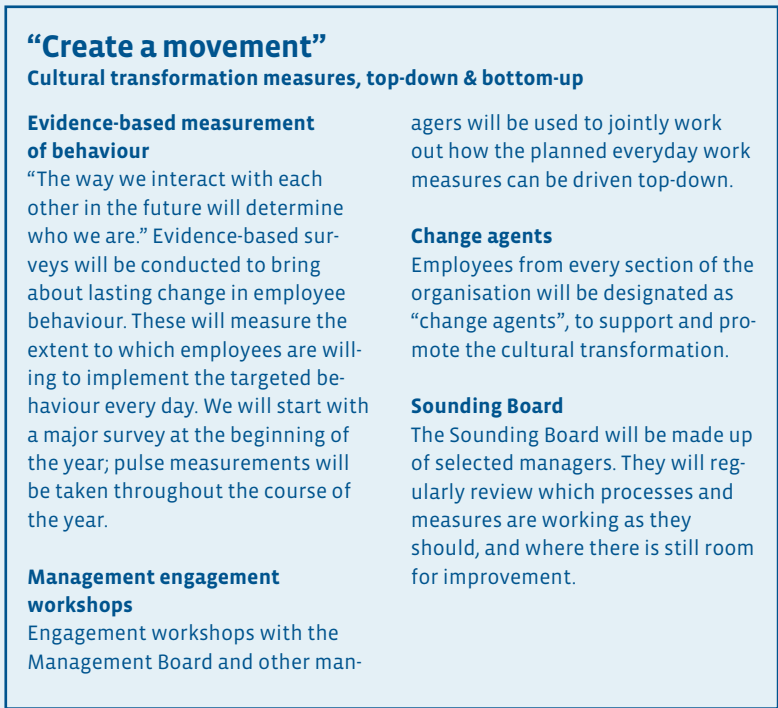 “Create a movement”
Cultural transformation measures, top-down & bottom-up
Evidence-based measurement
of behaviour
“The way we interact with each
other in the future will determine
who we are.” Evidence-based sur-
veys will be conducted to bring
about lasting change in employee
behaviour. These will measure the
extent to which employees are will-
ing to implement the targeted be-
haviour every day. We will start with
a major survey at the beginning of
the year; pulse measurements will
be taken throughout the course of
the year.
Management engagement
workshops
Engagement workshops with the
Management Board and other man-
agers will be used to jointly work
out how the planned everyday work
measures can be driven top-down.
Change agents
Employees from every section of the
organisation will be designated as
“change agents”, to support and pro-
mote the cultural transformation.
Sounding Board
The Sounding Board will be made up
of selected managers. They will reg-
ularly review which processes and
measures are working as they
should, and where there is still room
for improvement.